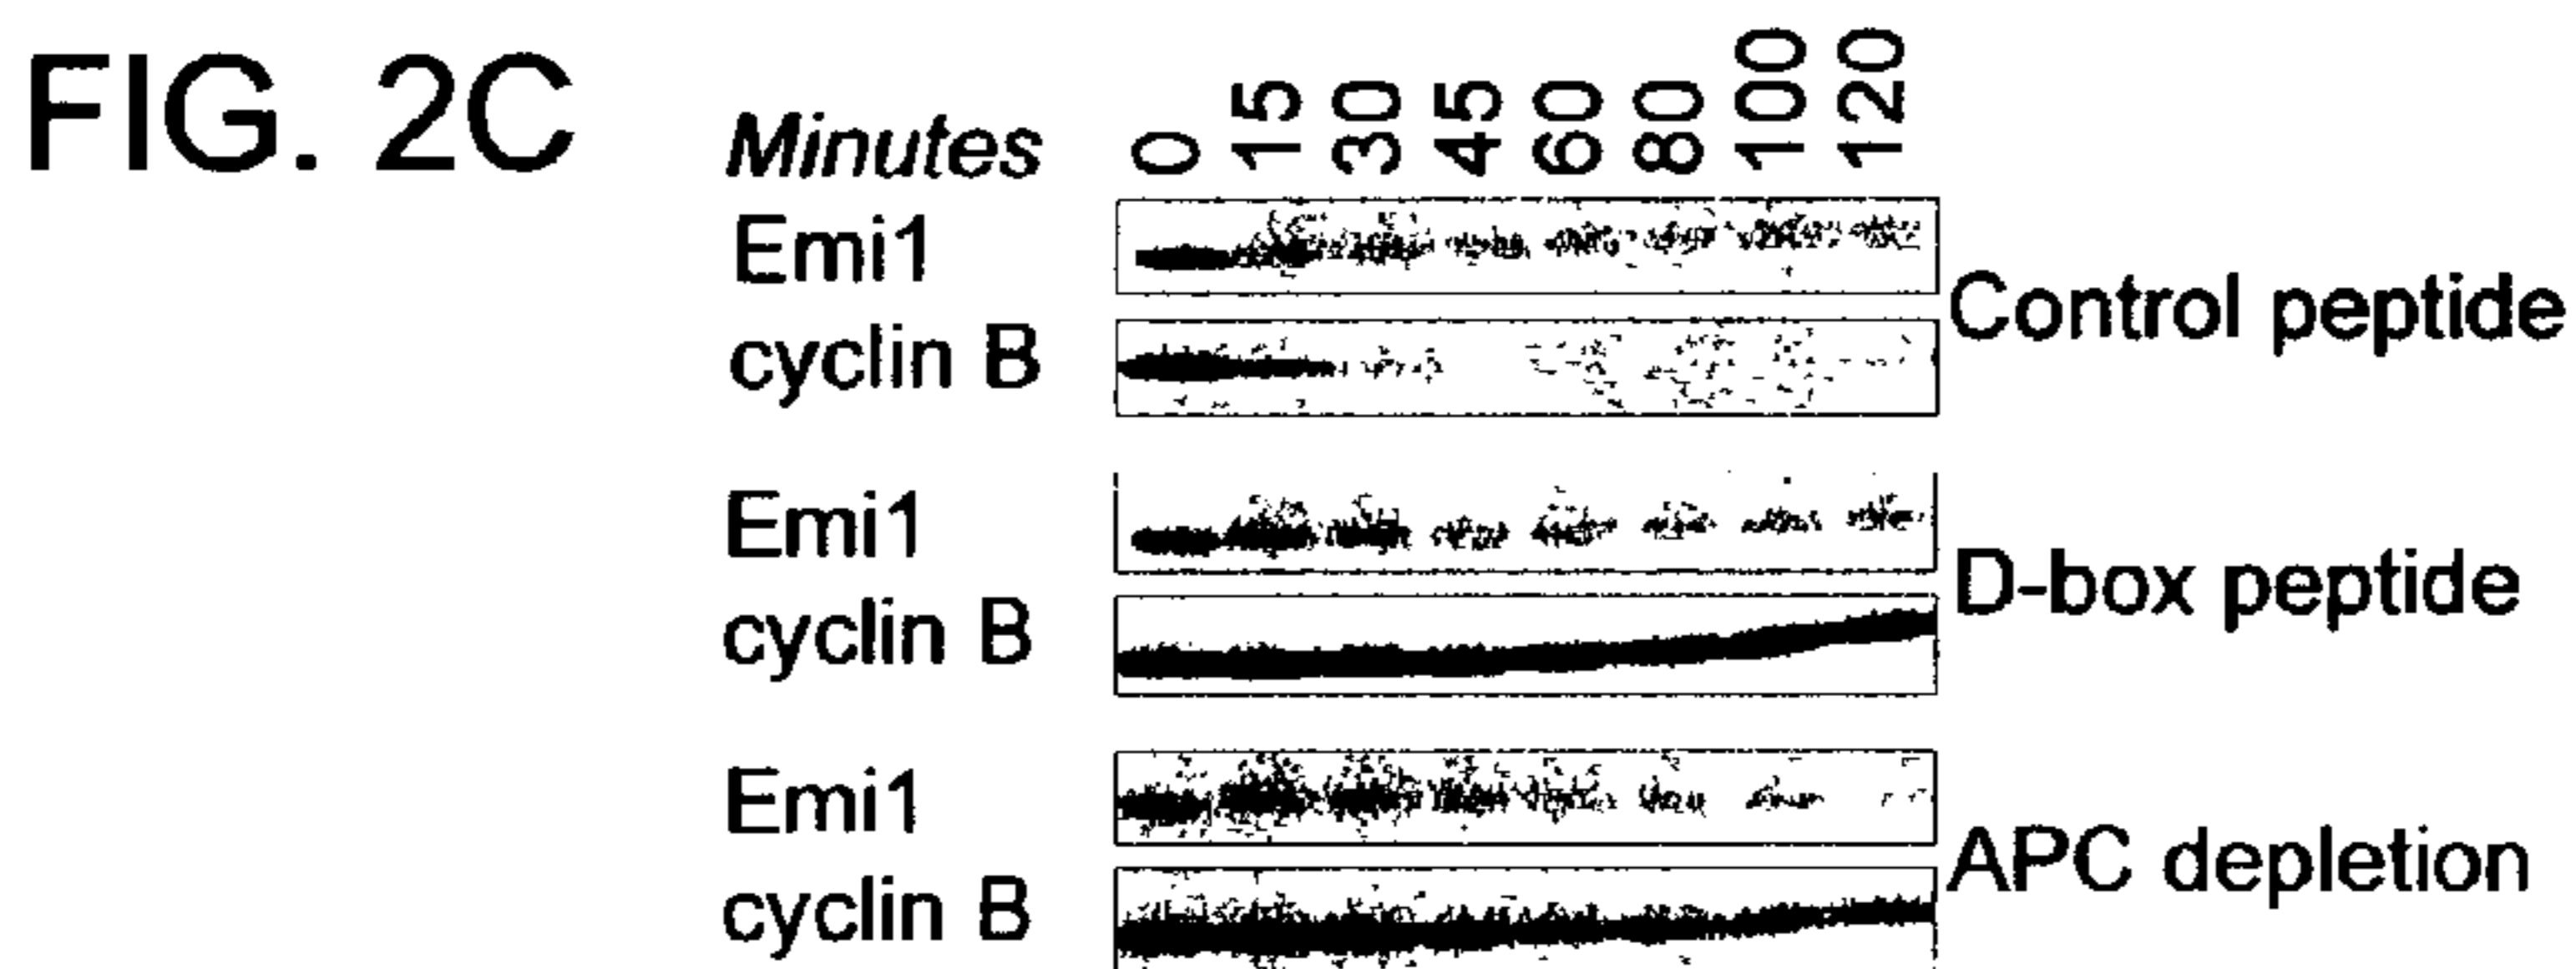 FIG. 2C
Minutes 0 15 30 45 60 80 100 120
Emi1
cyclin B
Control peptide
Emi1
cyclin B
D-box peptide
Emi1
cyclin B
APC depletion